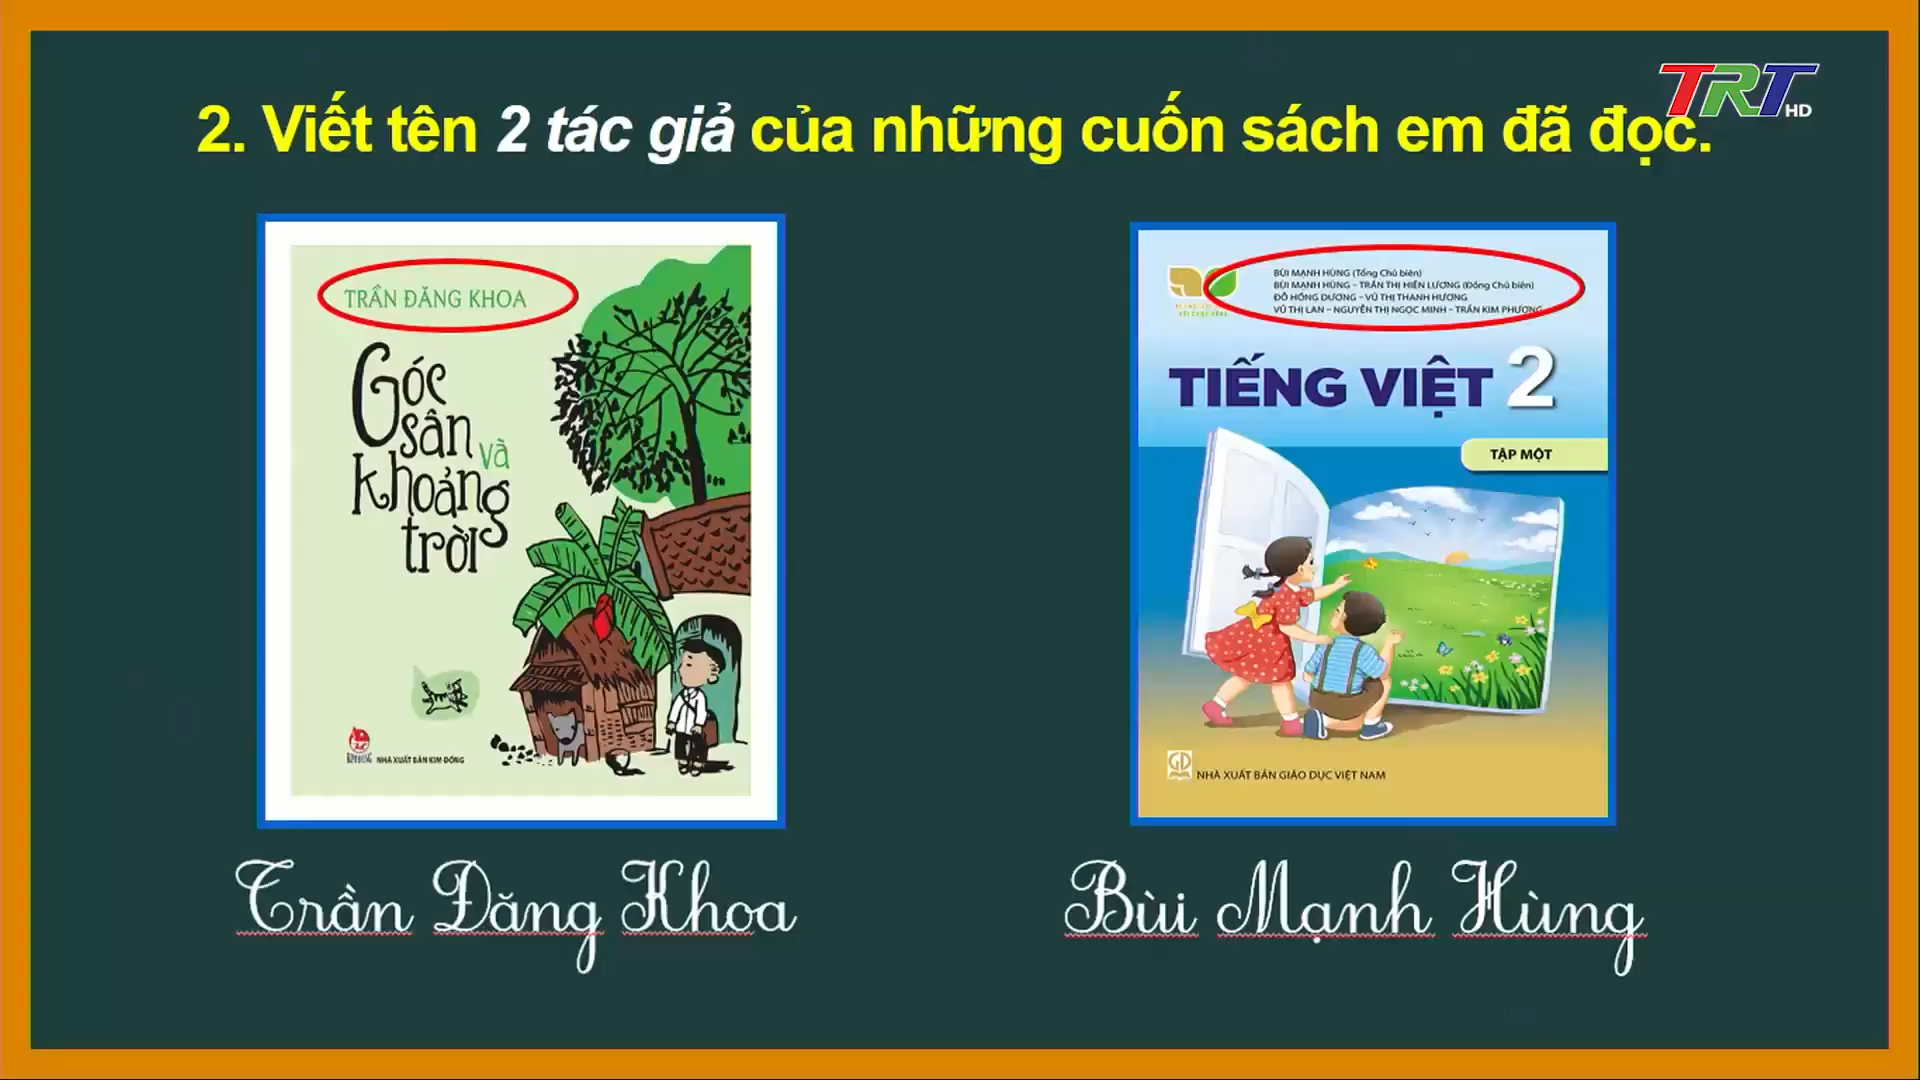 TRT HD
2. Viết tên 2 tác giả của những cuốn sách em đã đọc.
TRẦN ĐĂNG KHOA
Góc
sân và
khoảng
trời
NHÀ XUẤT BẢN KIM ĐỒNG
BÙI MẠNH HÙNG (Tổng Chủ biên)
BÙI MẠNH HÙNG – TRẦN THỊ HIỀN LƯƠNG (Đồng Chủ biên)
ĐỖ HỒNG DƯƠNG – VŨ THỊ THANH HƯƠNG
VŨ THỊ LAN – NGUYỄN THỊ NGỌC MINH – TRẦN KIM PHƯỢNG
TIẾNG VIỆT 2
TẬP MỘT
GD
NHÀ XUẤT BẢN GIÁO DỤC VIỆT NAM
Trần Đăng Khoa
Bùi Mạnh Hùng